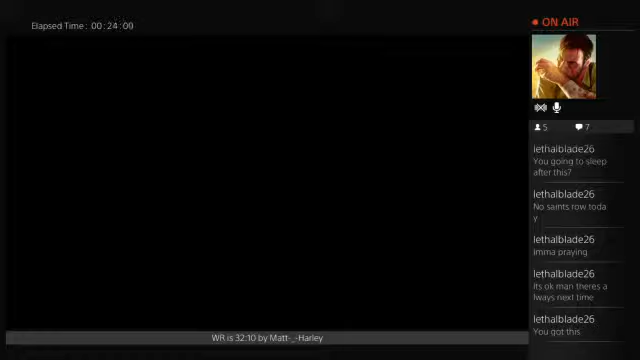 Elapsed Time : 00:24:09
ON AIR
5
7
lethalblade26
You going to sleep
after this?
lethalblade26
No saints row toda
y
lethalblade26
Imma praying
lethalblade26
its ok man theres a
lways next time
lethalblade26
You got this
WR is 32:10 by Matt-_-Harley